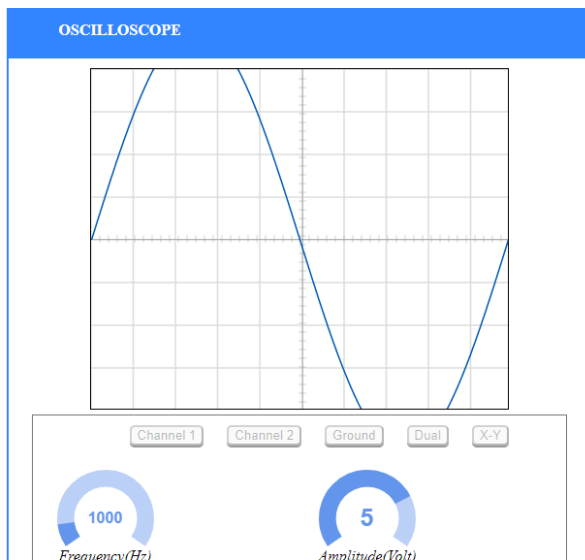 OSCILLOSCOPE
Channel 1 Channel 2 Ground Dual X-Y
1000 5
Frequency(Hz) Amplitude(Volt)